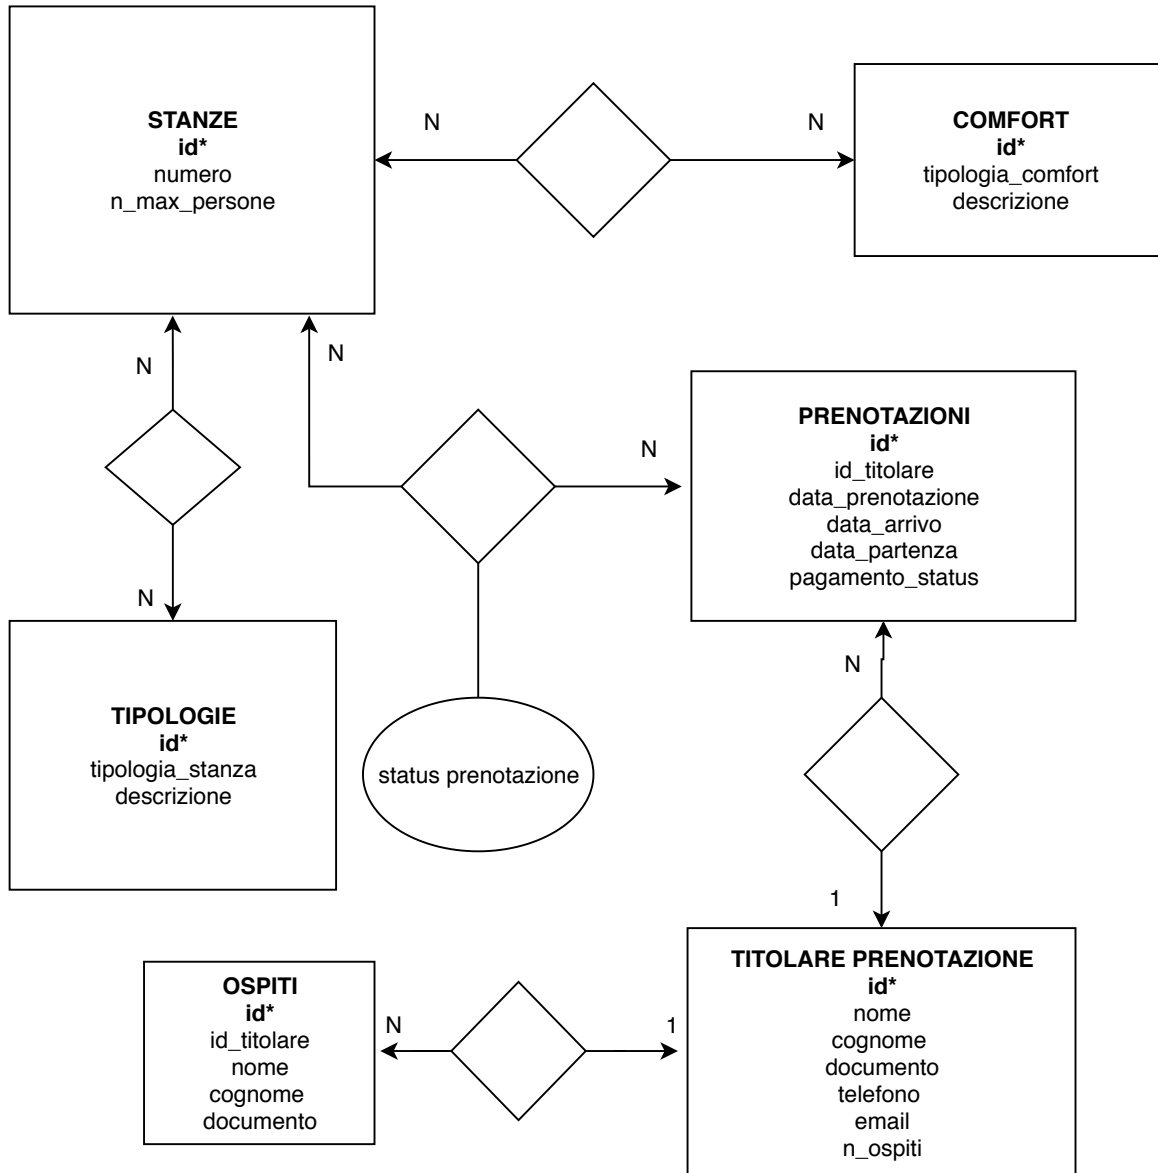 STANZE
id*
numero
n_max_persone
N
N
COMFORT
id*
tipologia_comfort
descrizione
N
N
N
N
PRENOTAZIONI
id*
id_titolare
data_prenotazione
data_arrivo
data_partenza
pagamento_status
TIPOLOGIE
id*
tipologia_stanza
descrizione
status prenotazione
N
1
OSPITI
id*
id_titolare
nome
cognome
documento
N
1
TITOLARE PRENOTAZIONE
id*
nome
cognome
documento
telefono
email
n_ospiti